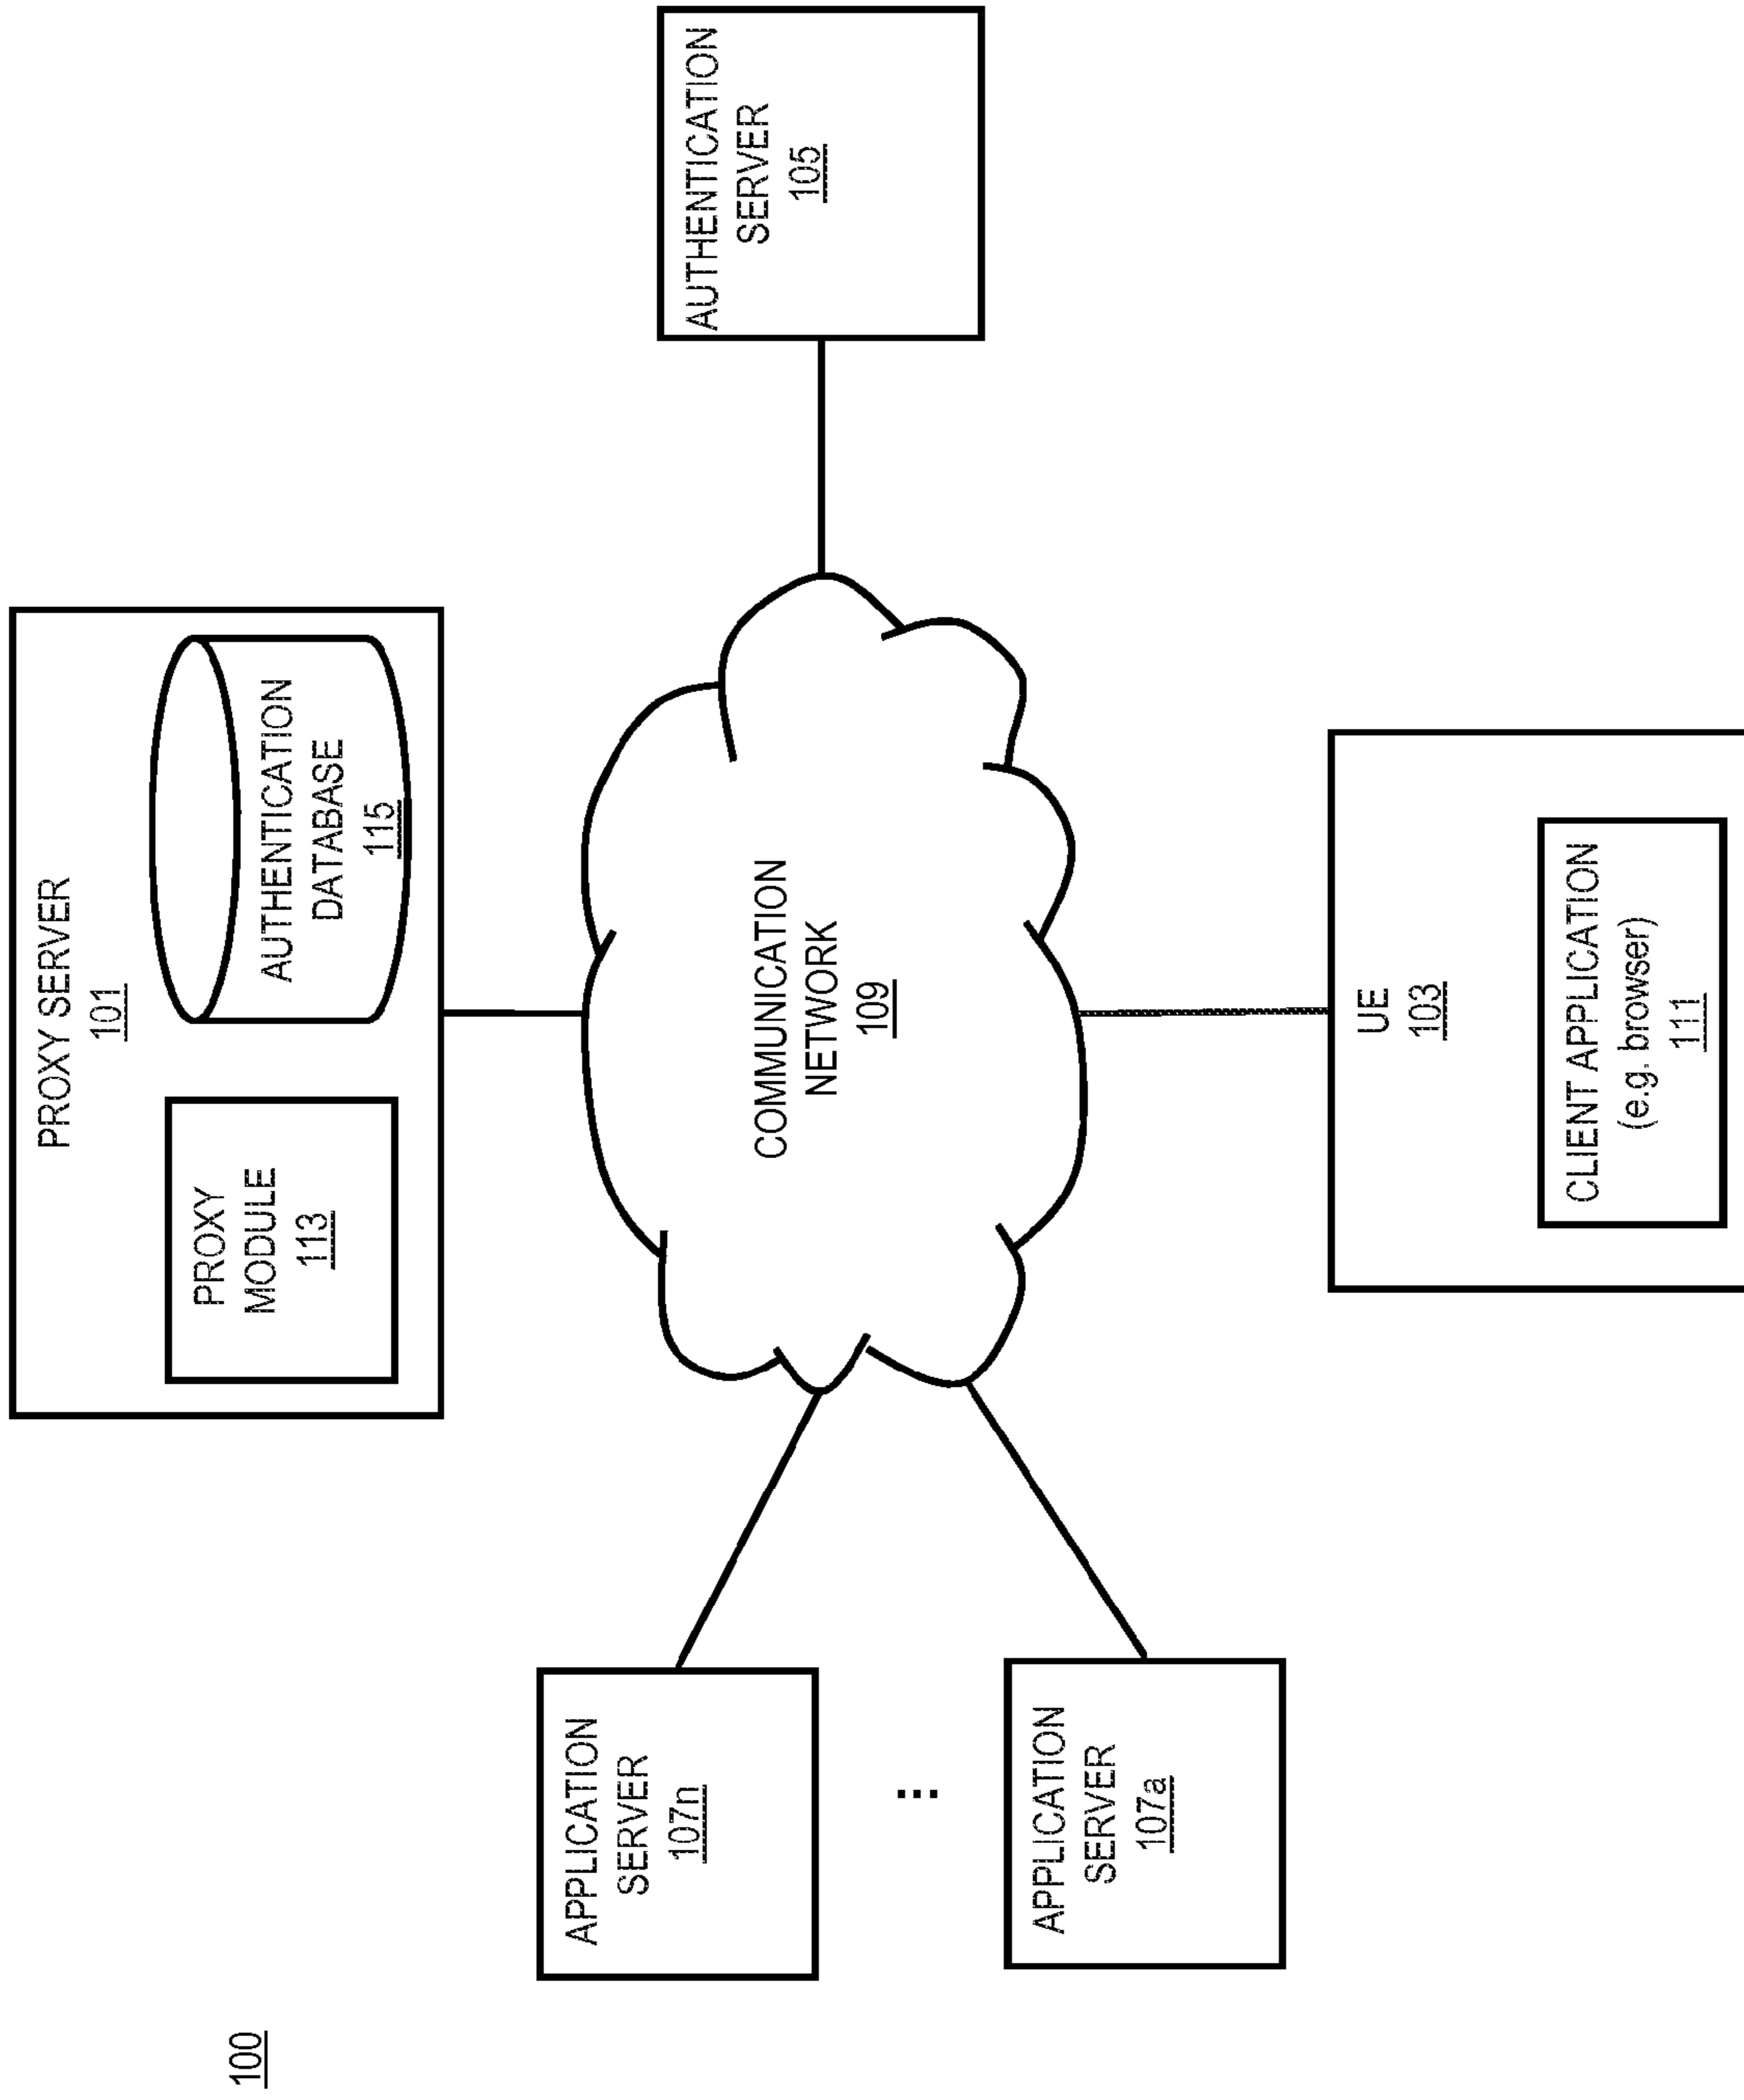 100
PROXY SERVER
101
PROXY
MODULE
113
AUTHENTICATION
DATABASE
115
APPLICATION
SERVER
107n
...
APPLICATION
SERVER
107a
COMMUNICATION
NETWORK
109
AUTHENTICATION
SERVER
105
UE
103
CLIENT APPLICATION
(e.g. browser)
111